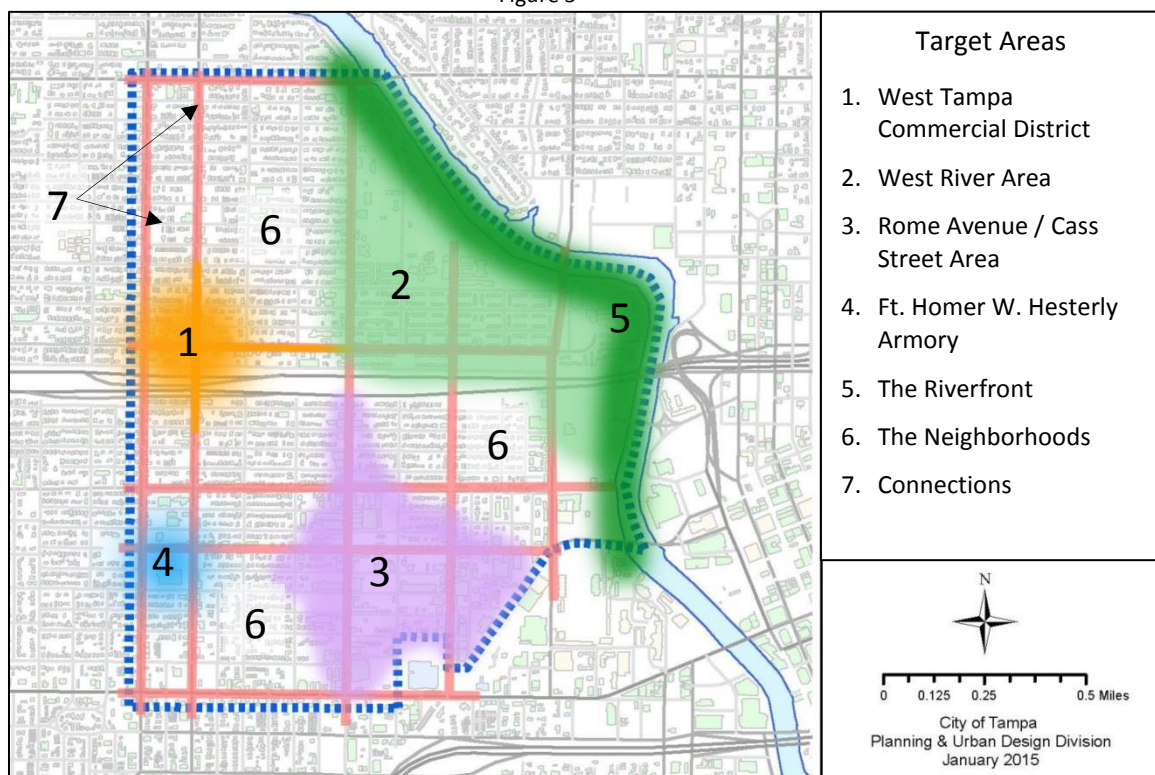 Figure 5
7
6
2
5
1
6
4
3
6
Target Areas
1. West Tampa
Commercial District
2. West River Area
3. Rome Avenue / Cass
Street Area
4. Ft. Homer W. Hesterly
Armory
5. The Riverfront
6. The Neighborhoods
7. Connections
N
0 0.125 0.25 0.5 Miles
City of Tampa
Planning & Urban Design Division
January 2015